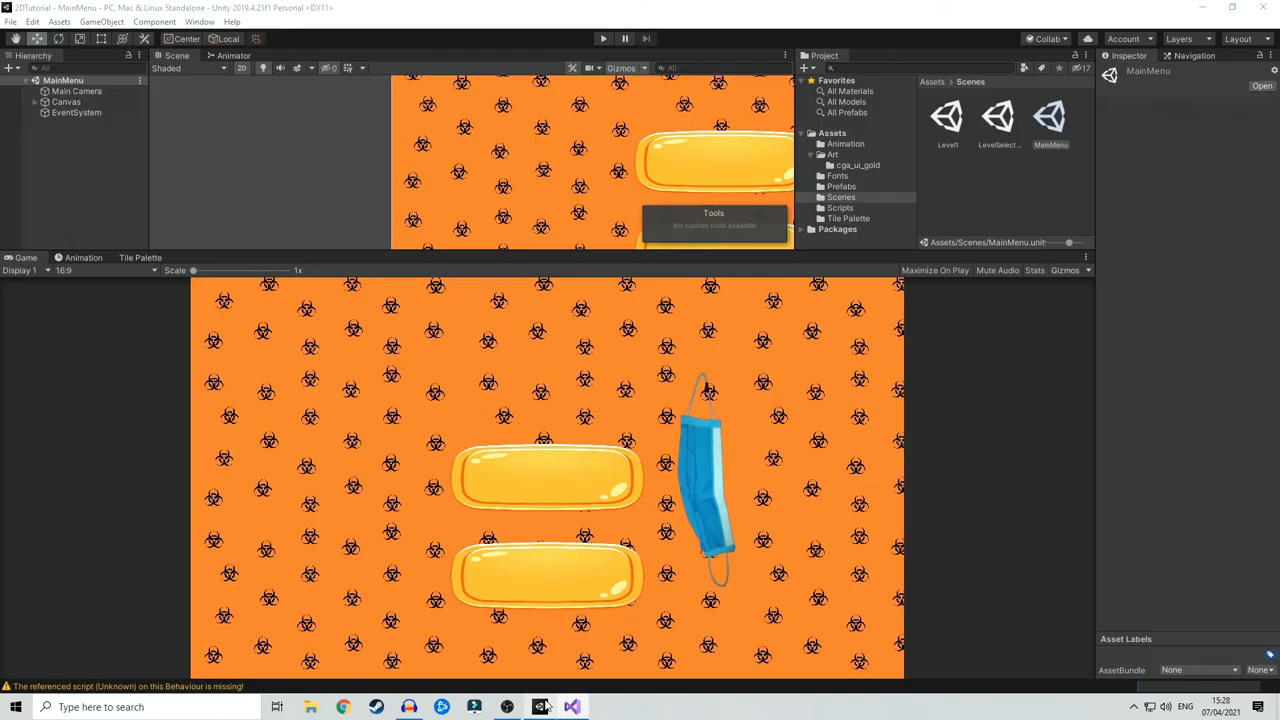 2DTutorial - MainMenu - PC, Mac & Linux Standalone - Unity 2019.4.21f1 Personal <DX11>
File Edit Assets GameObject Component Window Help
Center Local Collab Account Layers Layout
Hierarchy Scene Animator Project Inspector Navigation
All Shaded 2D 0 Gizmos All 17
MainMenu
Main Camera
Canvas
EventSystem
Tools
No custom tools available
Favorites
All Materials
All Models
All Prefabs
Assets
Animation
Art
cga_ui_gold
Fonts
Prefabs
Scenes
Scripts
Tile Palette
Packages
Assets Scenes
Level1 LevelSelect... MainMenu
Assets/Scenes/MainMenu.unity
MainMenu
Open
Game Animation Tile Palette
Display 1 16:9 Scale 1x Maximize On Play Mute Audio Stats Gizmos
Asset Labels
AssetBundle None None
The referenced script (Unknown) on this Behaviour is missing!
Type here to search
ENG
15:28
07/04/2021